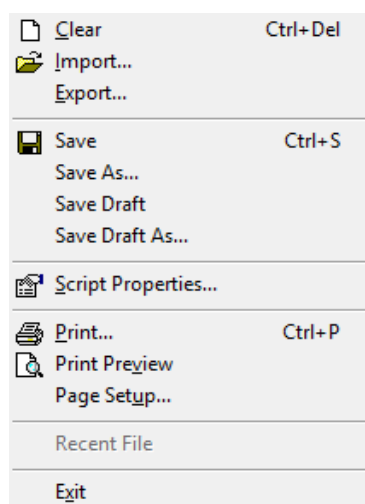 Clear Ctrl+Del
Import...
Export...
Save Ctrl+S
Save As...
Save Draft
Save Draft As...
Script Properties...
Print... Ctrl+P
Print Preview
Page Setup...
Recent File
Exit